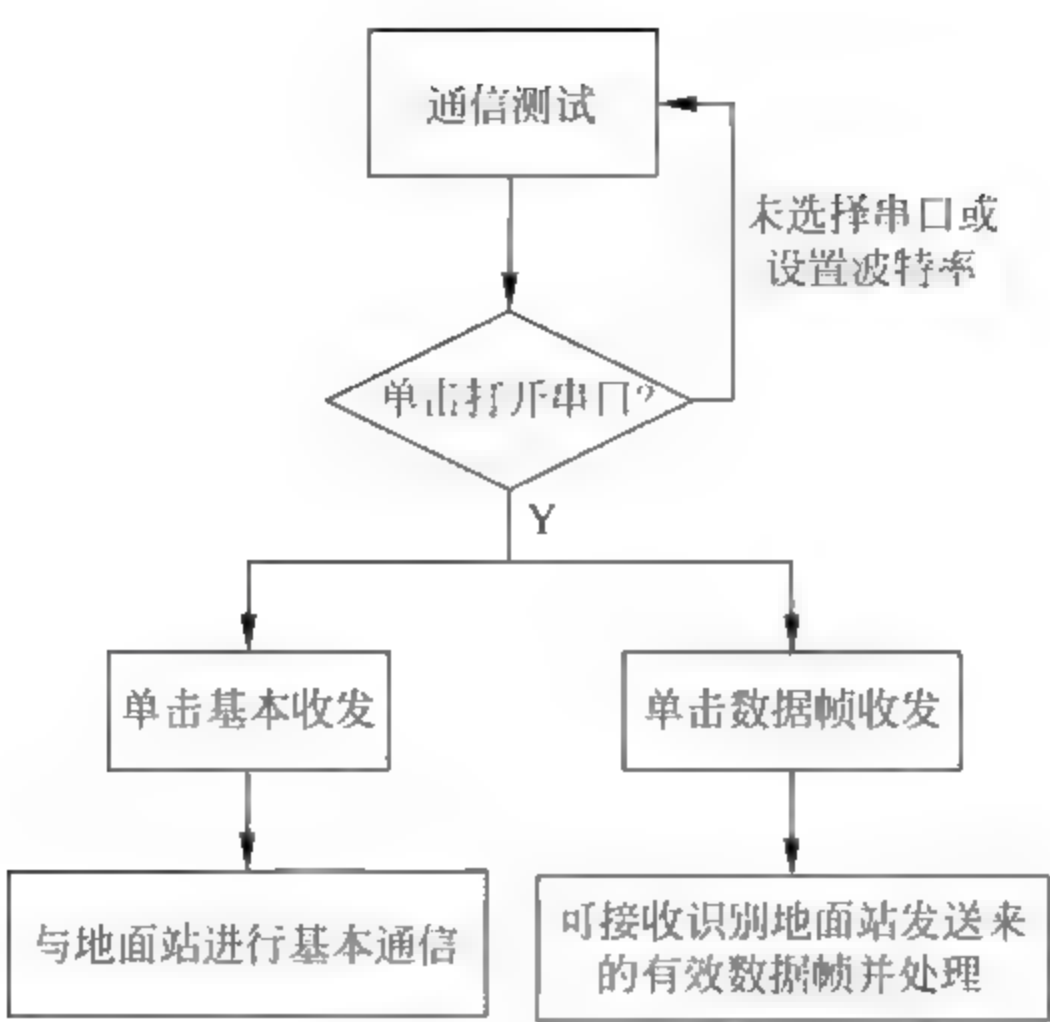 通信测试
未选择串口或
设置波特率
单击打开串口?
Y
单击基本收发
单击数据帧收发
与地面站进行基本通信
可接收识别地面站发送来
的有效数据帧并处理